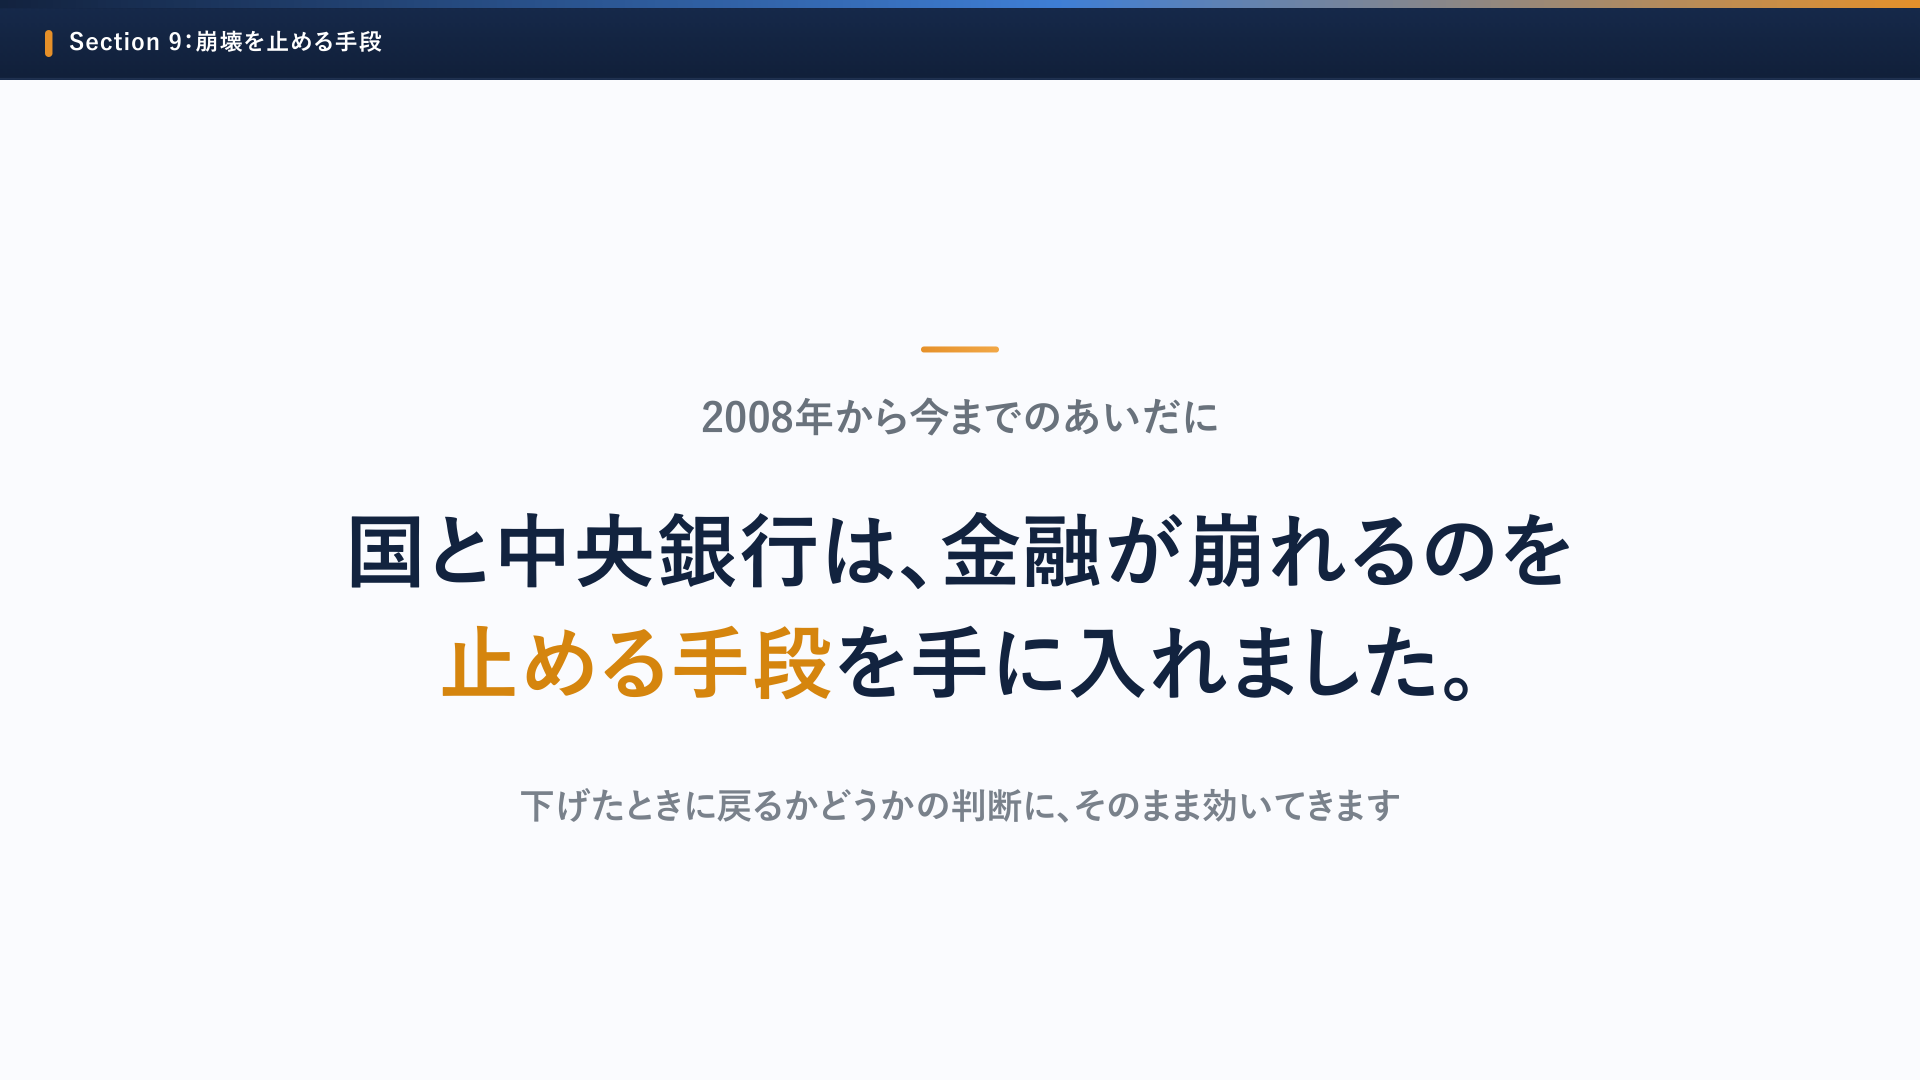 Section 9：崩壊を止める手段
2008年から今までのあいだに
国と中央銀行は、金融が崩れるのを
止める手段を手に入れました。
下げたときに戻るかどうかの判断に、そのまま効いてきます